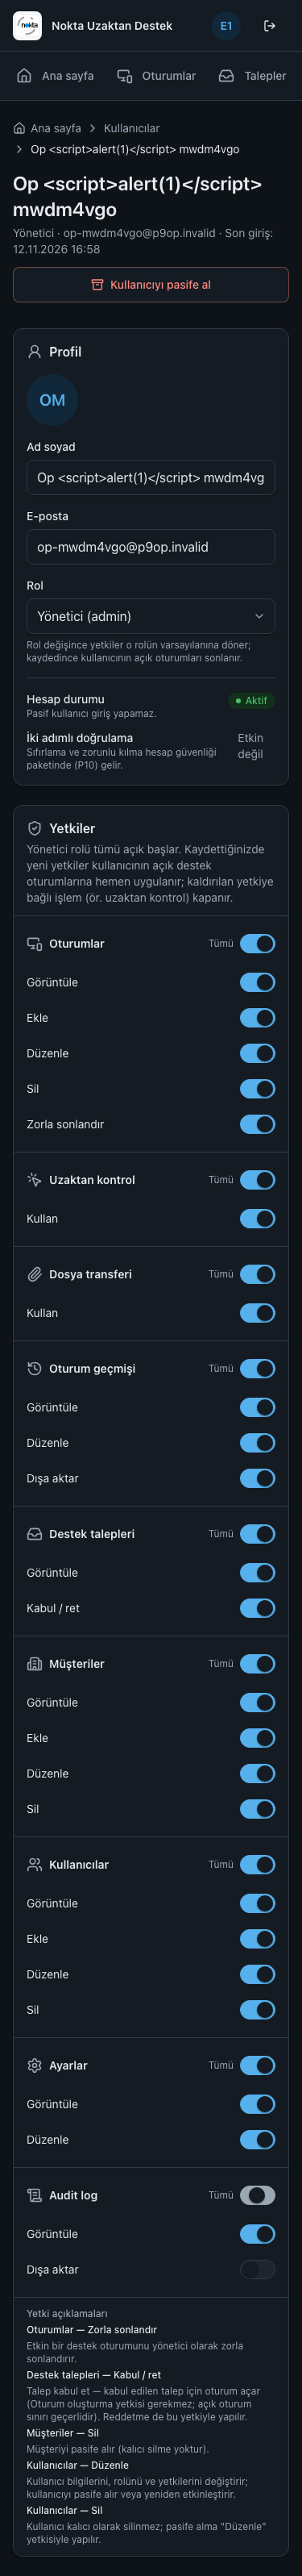 nokta
Nokta Uzaktan Destek
E1
Ana sayfa
Oturumlar
Talepler
Ana sayfa
Kullanıcılar
Op <script>alert(1)</script> mwdm4vgo
Op <script>alert(1)</script>
mwdm4vgo
Yönetici · op-mwdm4vgo@p9op.invalid · Son giriş:
12.11.2026 16:58
Kullanıcıyı pasife al
Profil
OM
Ad soyad
Op <script>alert(1)</script> mwdm4vg
E-posta
op-mwdm4vgo@p9op.invalid
Rol
Yönetici (admin)
Rol değişince yetkiler o rolün varsayılanına döner;
kaydedince kullanıcının açık oturumları sonlanır.
Hesap durumu
Aktif
Pasif kullanıcı giriş yapamaz.
İki adımlı doğrulama
Sıfırlama ve zorunlu kılma hesap güvenliği
paketinde (P10) gelir.
Etkin
değil
Yetkiler
Yönetici rolü tümü açık başlar. Kaydettiğinizde
yeni yetkiler kullanıcının açık destek
oturumlarına hemen uygulanır; kaldırılan yetkiye
bağlı işlem (ör. uzaktan kontrol) kapanır.
Oturumlar
Tümü
Görüntüle
Ekle
Düzenle
Sil
Zorla sonlandır
Uzaktan kontrol
Tümü
Kullan
Dosya transferi
Tümü
Kullan
Oturum geçmişi
Tümü
Görüntüle
Düzenle
Dışa aktar
Destek talepleri
Tümü
Görüntüle
Kabul / ret
Müşteriler
Tümü
Görüntüle
Ekle
Düzenle
Sil
Kullanıcılar
Tümü
Görüntüle
Ekle
Düzenle
Sil
Ayarlar
Tümü
Görüntüle
Düzenle
Audit log
Tümü
Görüntüle
Dışa aktar
Yetki açıklamaları
Oturumlar — Zorla sonlandır
Etkin bir destek oturumunu yönetici olarak zorla
sonlandırır.
Destek talepleri — Kabul / ret
Talep kabul et — kabul edilen talep için oturum açar
(Oturum oluşturma yetkisi gerekmez; açık oturum
sınırı geçerlidir). Reddetme de bu yetkiyle yapılır.
Müşteriler — Sil
Müşteriyi pasife alır (kalıcı silme yoktur).
Kullanıcılar — Düzenle
Kullanıcı bilgilerini, rolünü ve yetkilerini değiştirir;
kullanıcıyı pasife alır veya yeniden etkinleştirir.
Kullanıcılar — Sil
Kullanıcı kalıcı olarak silinmez; pasife alma "Düzenle"
yetkisiyle yapılır.